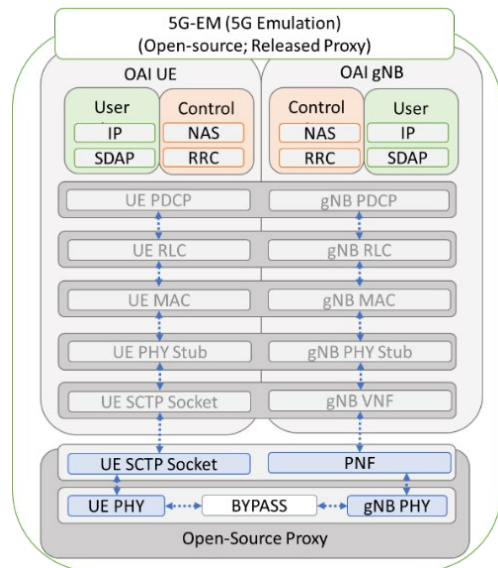 5G-EM (5G Emulation)
(Open-source; Released Proxy)
OAI UE
OAI gNB
User
Control
Control
User
IP
NAS
NAS
IP
SDAP
RRC
RRC
SDAP
UE PDCP
gNB PDCP
UE RLC
gNB RLC
UE MAC
gNB MAC
UE PHY Stub
gNB PHY Stub
UE SCTP Socket
gNB VNF
UE SCTP Socket
PNF
UE PHY
BYPASS
gNB PHY
Open-Source Proxy